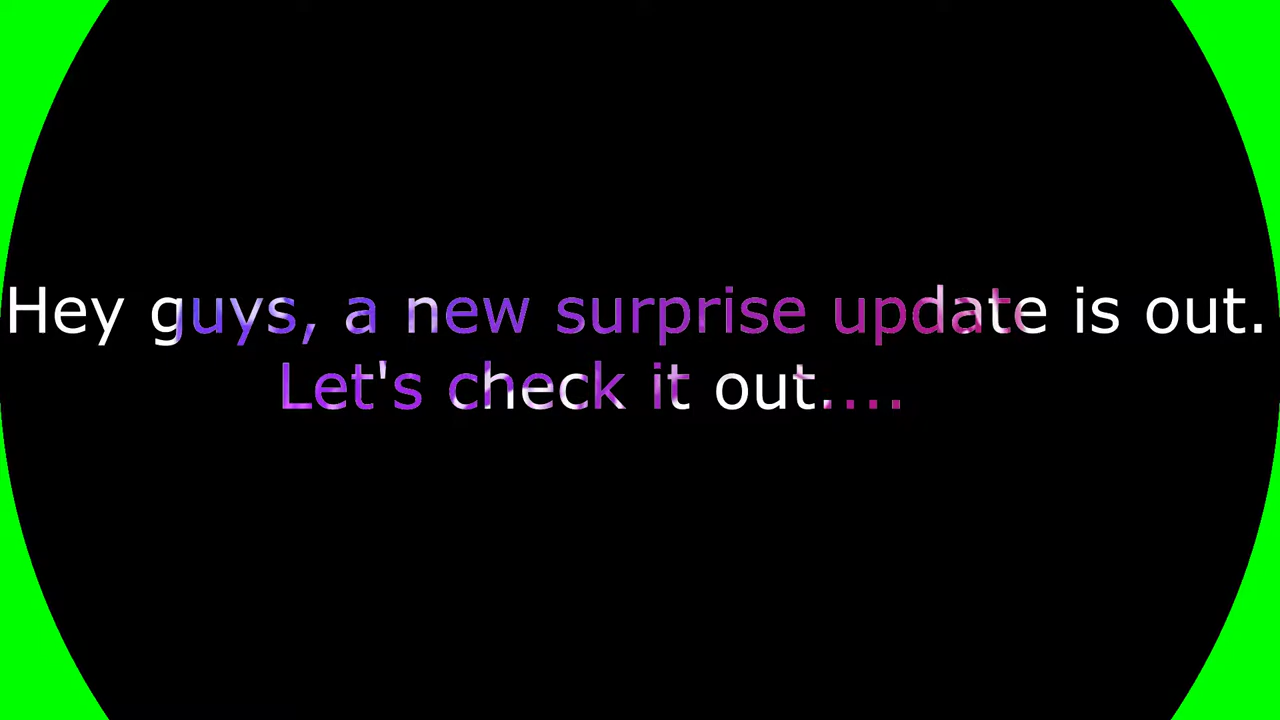 Hey guys, a new surprise update is out.
Let's check it out....